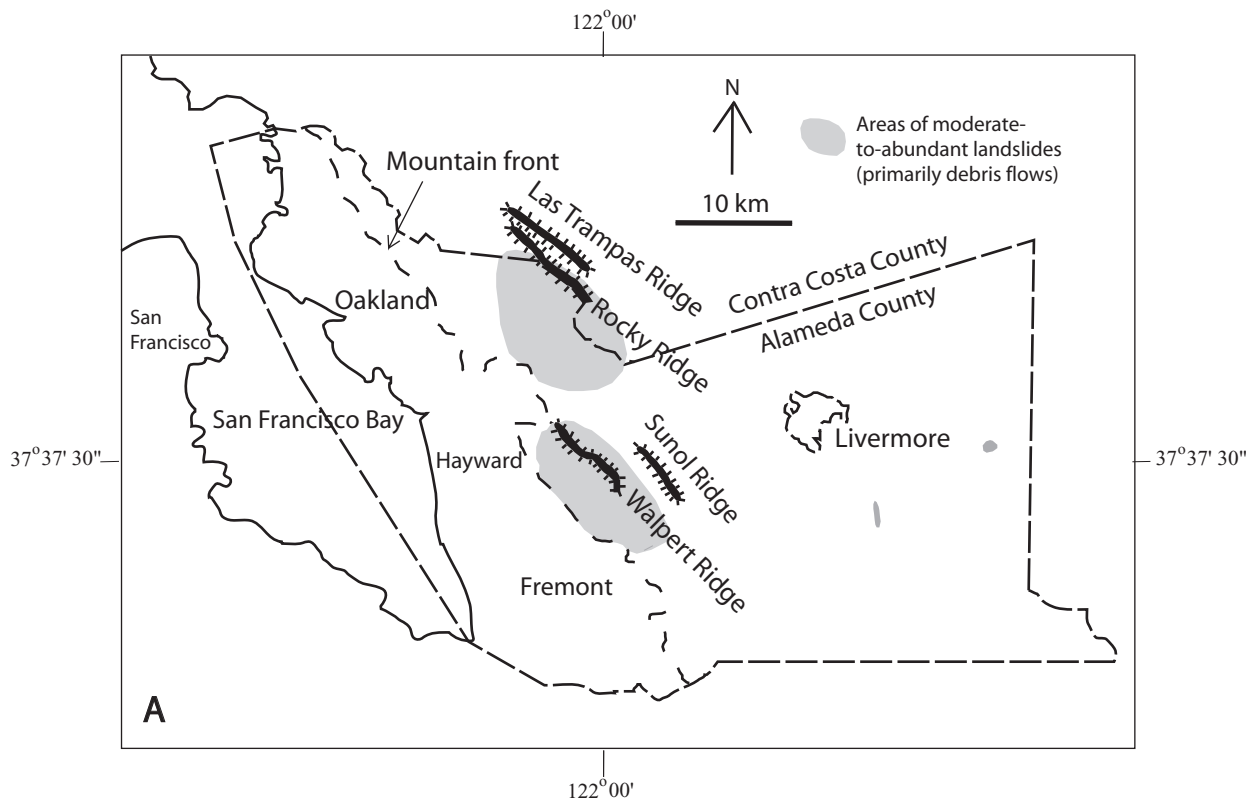 122°00'
N
Areas of moderate-
to-abundant landslides
(primarily debris flows)
Mountain front
10 km
Las Trampas Ridge
Contra Costa County
Alameda County
Oakland
Rocky Ridge
San
Francisco
San Francisco Bay
Livermore
Sunol Ridge
37°37' 30"
Hayward
37°37' 30"
Walpert Ridge
Fremont
A
122°00'